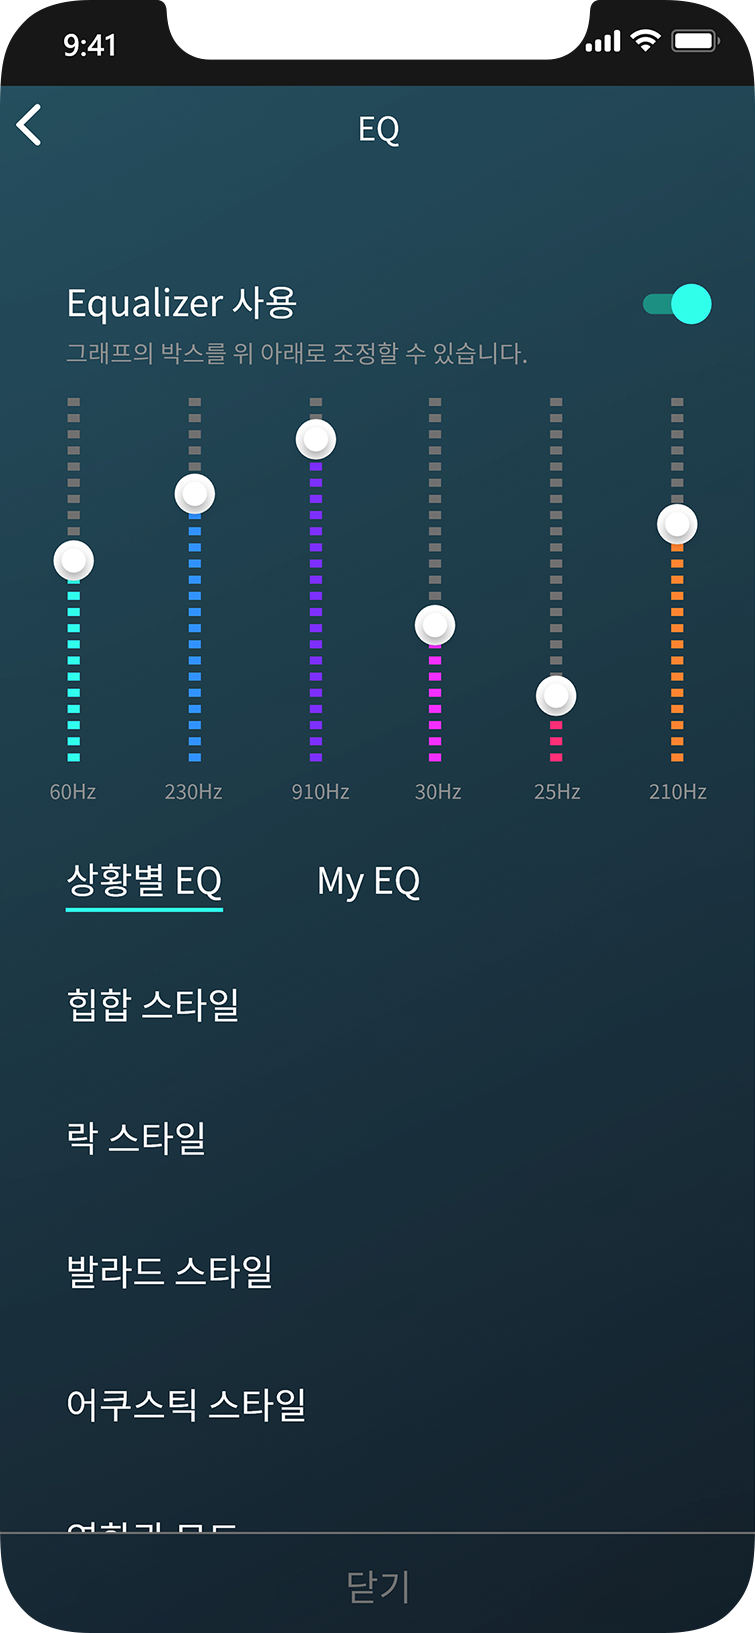 9:41
EQ
Equalizer 사용
그래프의 박스를 위 아래로 조정할 수 있습니다.
60Hz 230Hz 910Hz 30Hz 25Hz 210Hz
상황별 EQ My EQ
힙합 스타일
락 스타일
발라드 스타일
어쿠스틱 스타일
닫기